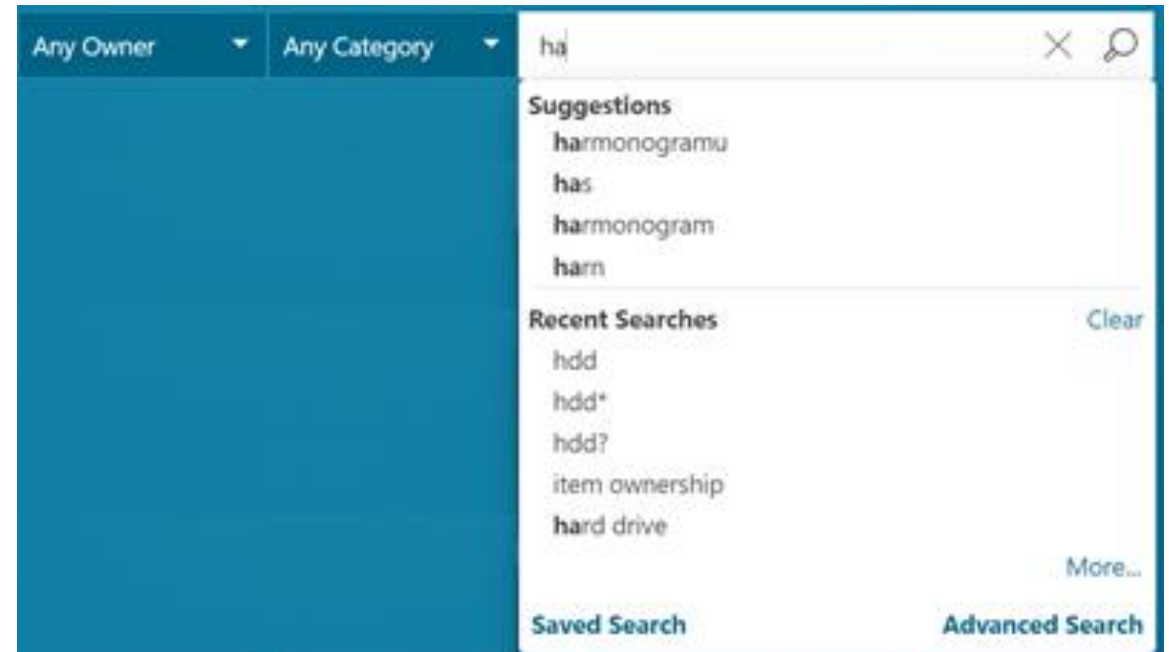 Any Owner Any Category ha
Suggestions
harmonogramu
has
harmonogram
harn
Recent Searches Clear
hdd
hdd*
hdd?
item ownership
hard drive
More...
Saved Search Advanced Search